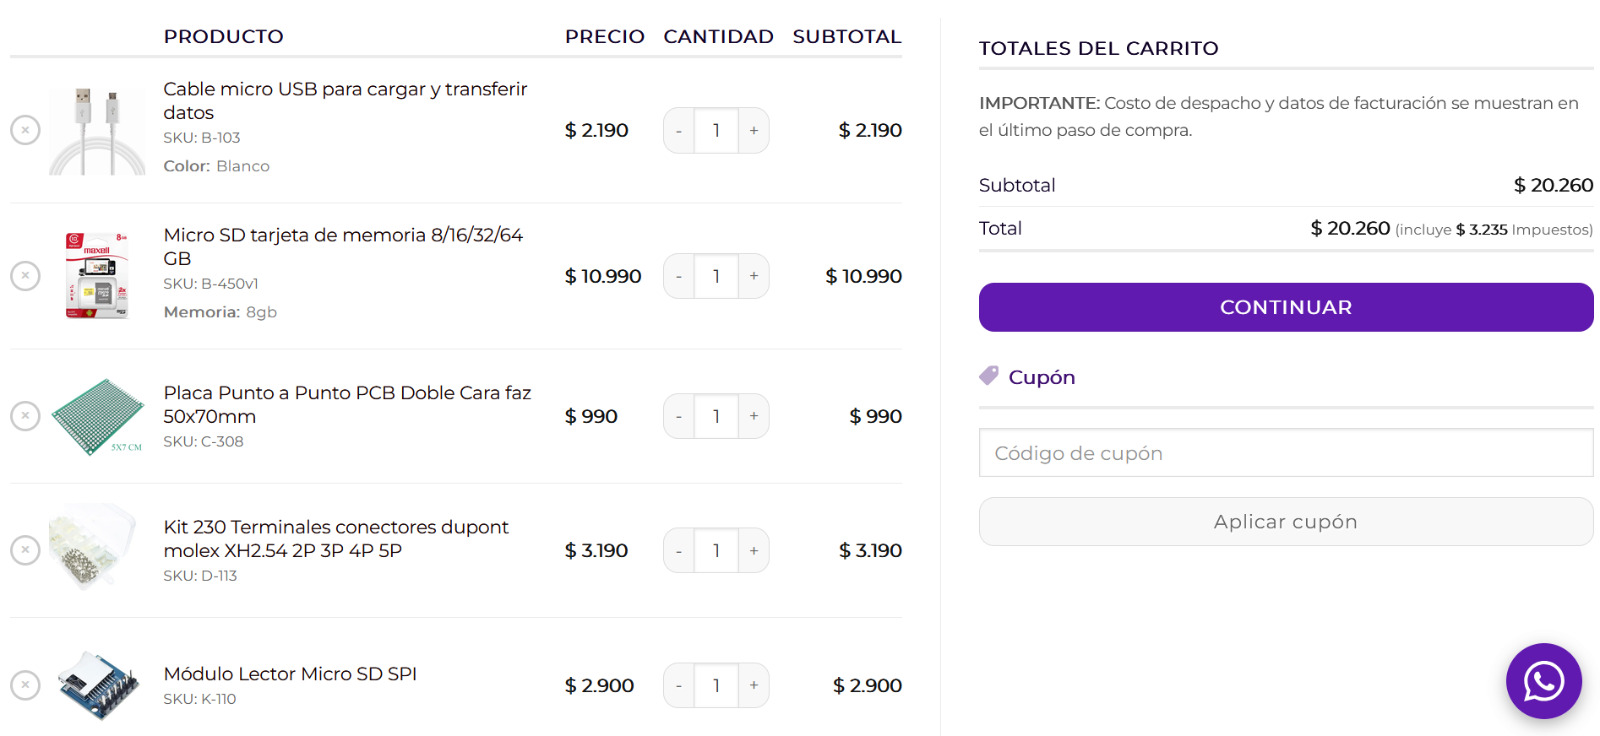 PRODUCTO PRECIO CANTIDAD SUBTOTAL
× Cable micro USB para cargar y transferir
datos
SKU: B-103
Color: Blanco
$ 2.190 - 1 + $ 2.190
8GB
maxell
× Micro SD tarjeta de memoria 8/16/32/64
GB
SKU: B-450v1
Memoria: 8gb
$ 10.990 - 1 + $ 10.990
× Placa Punto a Punto PCB Doble Cara faz
50x70mm
SKU: C-308
5X7 CM
$ 990 - 1 + $ 990
× Kit 230 Terminales conectores dupont
molex XH2.54 2P 3P 4P 5P
SKU: D-113
$ 3.190 - 1 + $ 3.190
× Módulo Lector Micro SD SPI
SKU: K-110
$ 2.900 - 1 + $ 2.900
TOTALES DEL CARRITO
IMPORTANTE: Costo de despacho y datos de facturación se muestran en
el último paso de compra.
Subtotal $ 20.260
Total $ 20.260 (incluye $ 3.235 Impuestos)
CONTINUAR
Cupón
Código de cupón
Aplicar cupón